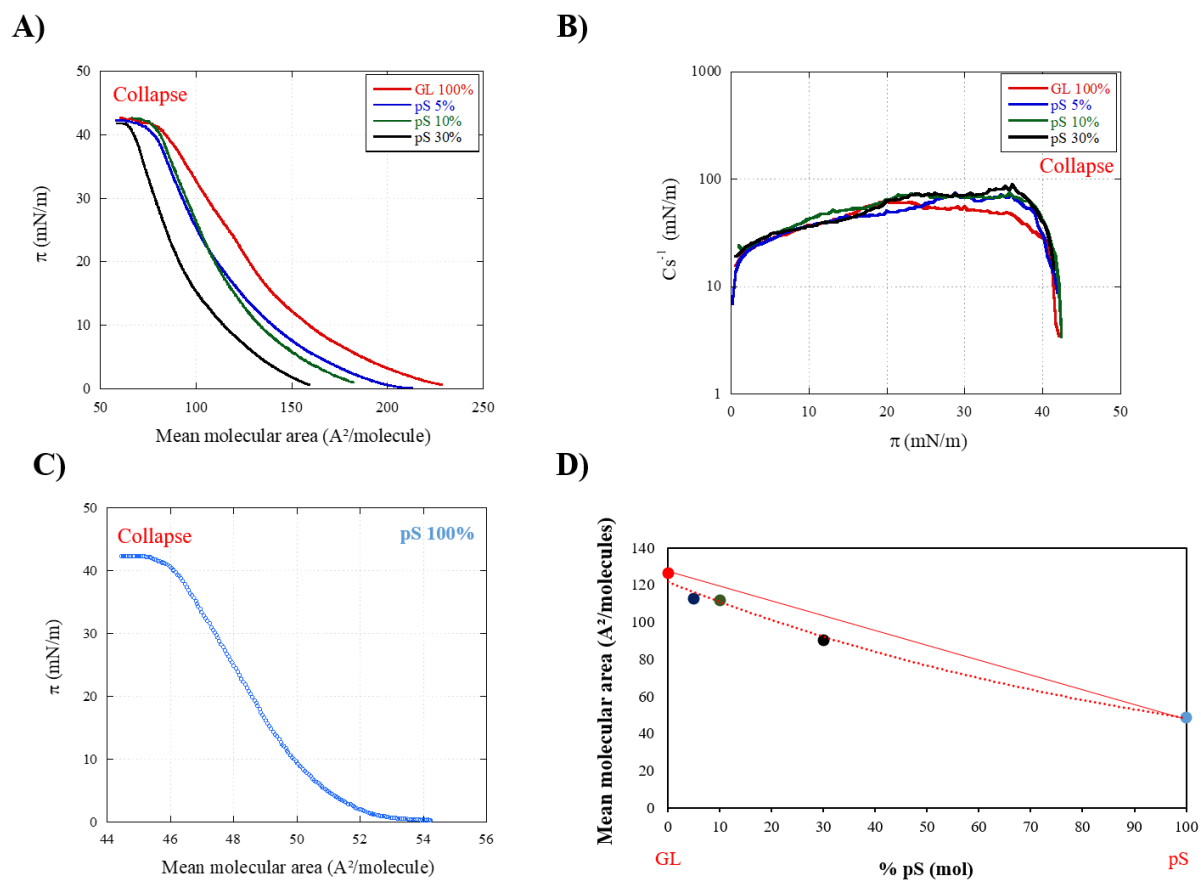 A)
50
40
30
20
10
0
π (mN/m)
Collapse
GL 100%
pS 5%
pS 10%
pS 30%
50
100
150
200
250
Mean molecular area (A²/molecule)
B)
1000
100
10
1
Cs⁻¹ (mN/m)
GL 100%
pS 5%
pS 10%
pS 30%
Collapse
0
10
20
30
40
50
π (mN/m)
C)
50
40
30
20
10
0
π (mN/m)
Collapse
pS 100%
44
46
48
50
52
54
56
Mean molecular area (A²/molecule)
D)
Mean molecular area (A²/molecules)
140
120
100
80
60
40
20
0
0
10
20
30
40
50
60
70
80
90
100
GL
% pS (mol)
pS